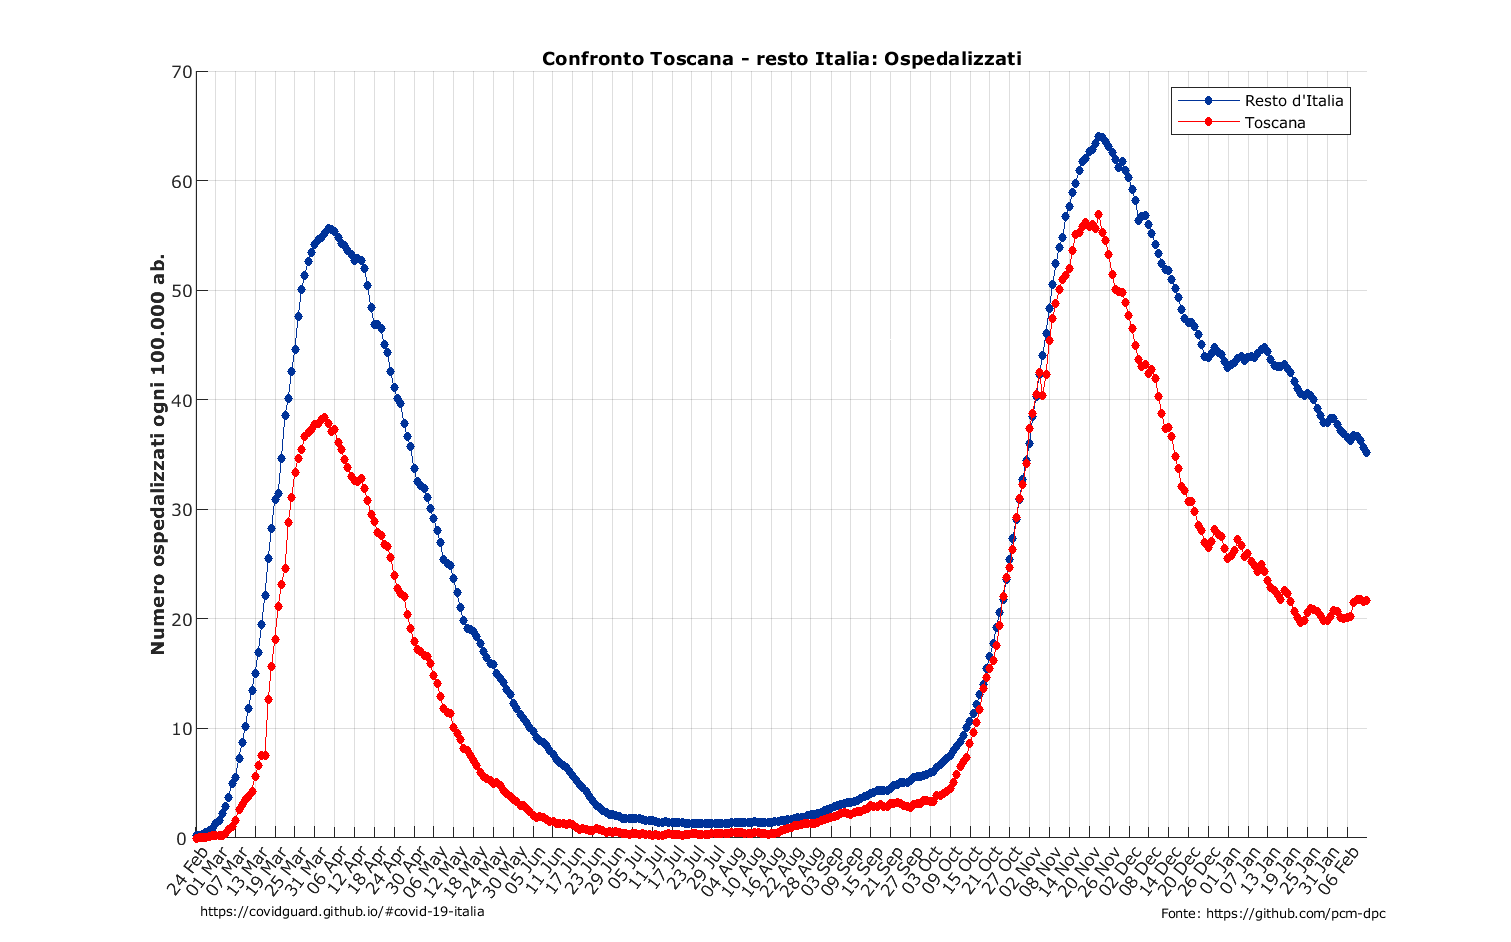 Confronto Toscana - resto Italia: Ospedalizzati
Numero ospedalizzati ogni 100.000 ab.
70
60
50
40
30
20
10
0
Resto d'Italia
Toscana
24 Feb
01 Mar
07 Mar
13 Mar
19 Mar
25 Mar
31 Mar
06 Apr
12 Apr
18 Apr
24 Apr
30 Apr
06 May
12 May
18 May
24 May
30 May
05 Jun
11 Jun
17 Jun
23 Jun
29 Jun
05 Jul
11 Jul
17 Jul
23 Jul
29 Jul
04 Aug
10 Aug
16 Aug
22 Aug
28 Aug
03 Sep
09 Sep
15 Sep
21 Sep
27 Sep
03 Oct
09 Oct
15 Oct
21 Oct
27 Oct
02 Nov
08 Nov
14 Nov
20 Nov
26 Nov
02 Dec
08 Dec
14 Dec
20 Dec
26 Dec
01 Jan
07 Jan
13 Jan
19 Jan
25 Jan
31 Jan
06 Feb
https://covidguard.github.io/#covid-19-italia
Fonte: https://github.com/pcm-dpc